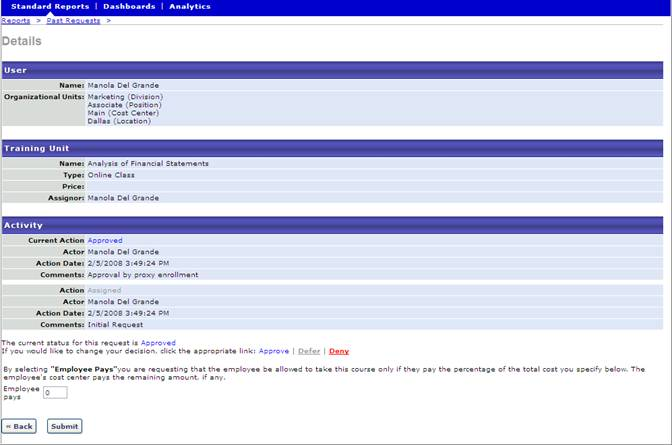 Standard Reports | Dashboards | Analytics
Reports > Past Requests >
Details
User
Name: Manola Del Grande
Organizational Units: Marketing (Division)
Associate (Position)
Main (Cost Center)
Dallas (Location)
Training Unit
Name: Analysis of Financial Statements
Type: Online Class
Price:
Assignor: Manola Del Grande
Activity
Current Action Approved
Actor Manola Del Grande
Action Date: 2/5/2008 3:49:24 PM
Comments: Approval by proxy enrollment
Action Assigned
Actor Manola Del Grande
Action Date: 2/5/2008 3:49:24 PM
Comments: Initial Request
The current status for this request is Approved
If you would like to change your decision, click the appropriate link: Approve | Defer | Deny
By selecting "Employee Pays"you are requesting that the employee be allowed to take this course only if they pay the percentage of the total cost you specify below. The
employee's cost center pays the remaining amount, if any.
Employee
pays 0
« Back Submit